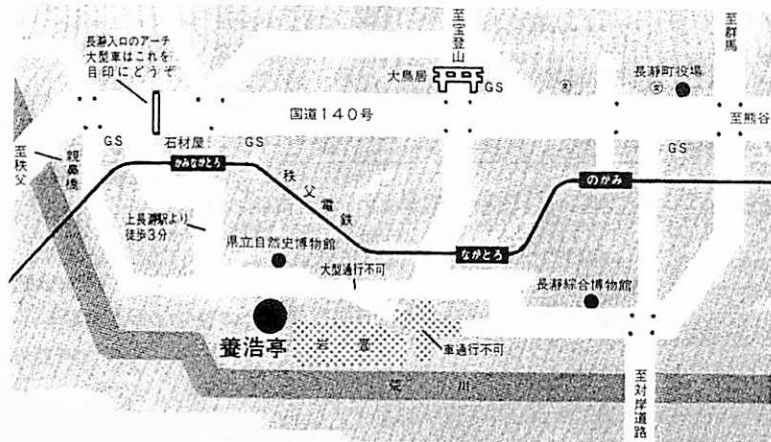 長瀞入口のアーチ
大型車はこれを
目印にどうぞ
至宝登山
至群馬
大鳥居
GS
長瀞町役場
文
文
国道140号
至熊谷
GS
石材屋
GS
GS
至秩父
親鼻橋
かみながとろ
秩父電鉄
のがみ
上長瀞駅より
徒歩3分
県立自然史博物館
ながとろ
大型通行不可
長瀞綜合博物館
養浩亭
岩畳
車通行不可
荒川
至対岸道路